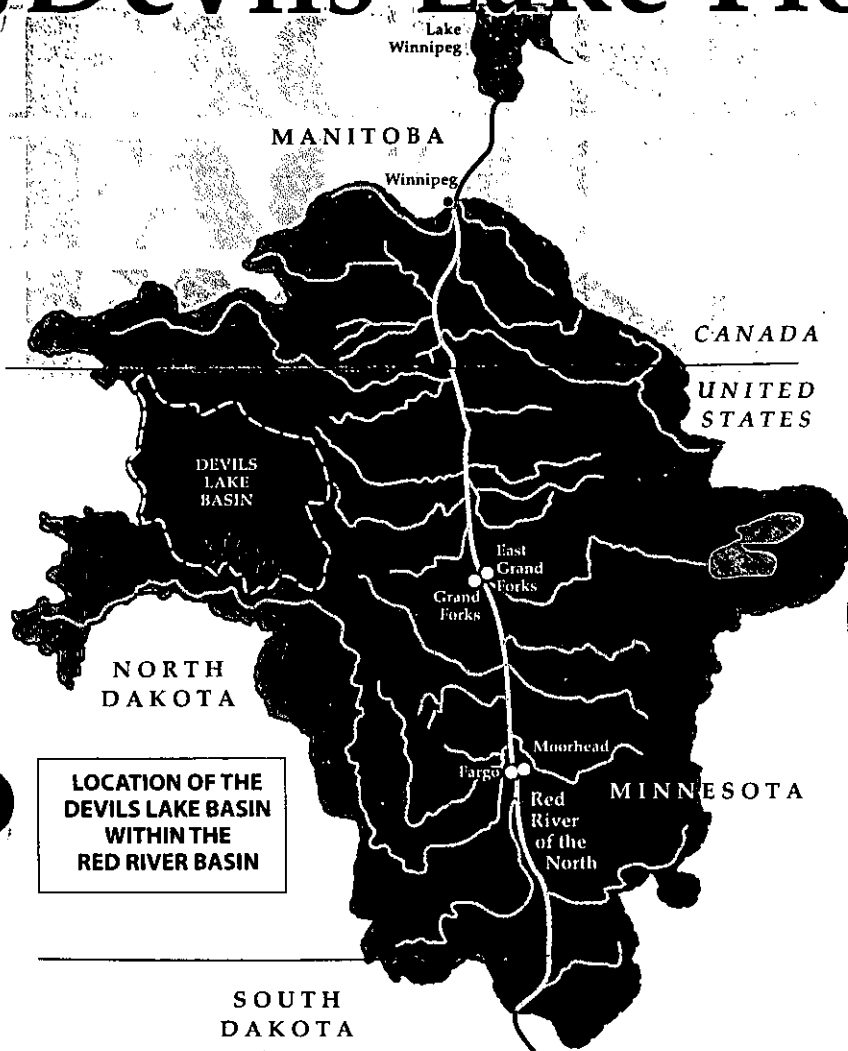 Devils Lake
Lake
Winnipeg
MANITOBA
Winnipeg
CANADA
UNITED
STATES
DEVILS
LAKE
BASIN
East
Grand
Forks
Grand
Forks
NORTH
DAKOTA
Moorhead
Fargo
MINNESOTA
Red
River
of the
North
LOCATION OF THE
DEVILS LAKE BASIN
WITHIN THE
RED RIVER BASIN
SOUTH
DAKOTA